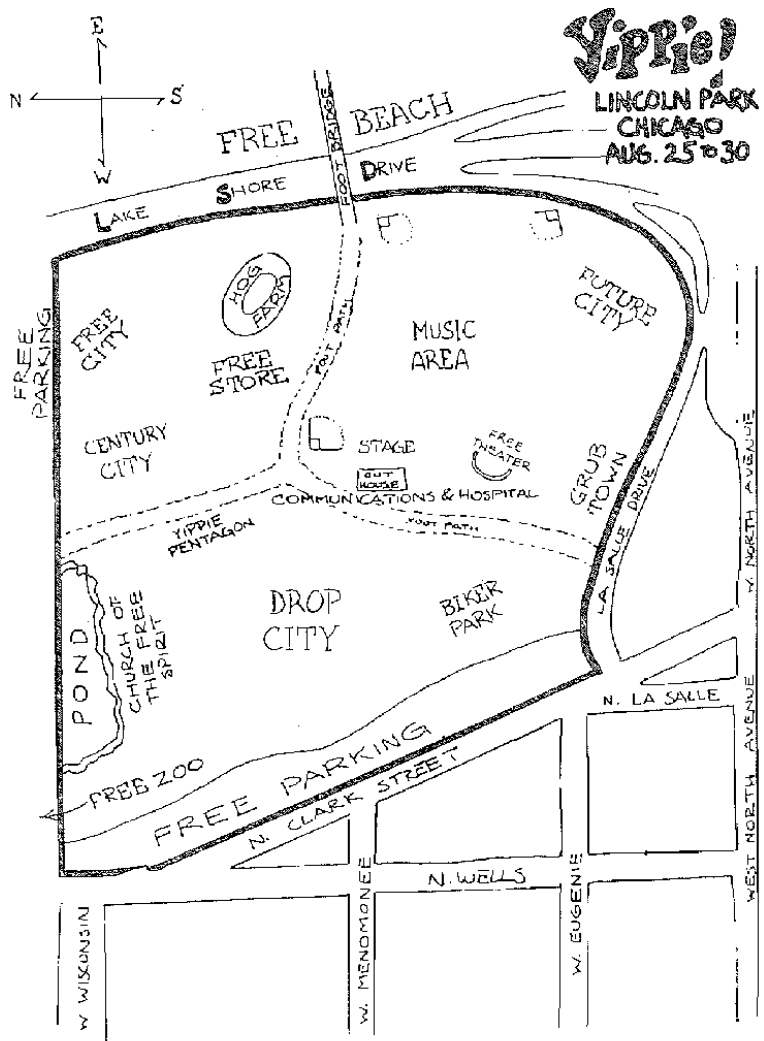 Yippie!
LINCOLN PARK
CHICAGO
AUG. 25 TO 30
E
N
S
W
FREE BEACH
FOOT BRIDGE
LAKE SHORE DRIVE
FREE PARKING
FREE
CITY
HOG
FARM
FREE
STORE
FOOT PATH
MUSIC
AREA
FUTURE
CITY
CENTURY
CITY
STAGE
FREE
THEATER
OUT
HOUSE
COMMUNICATIONS & HOSPITAL
GRUB
TOWN
LA SALLE DRIVE
W. NORTH AVENUE
YIPPIE
PENTAGON
FOOT PATH
POND
CHURCH OF
THE FREE
SPIRIT
DROP
CITY
BIKER
PARK
FREE ZOO
FREE PARKING
N. CLARK STREET
N. LA SALLE
WEST NORTH AVENUE
N. WELLS
W WISCONSIN
W. MENOMONEE
W. EUGENIE